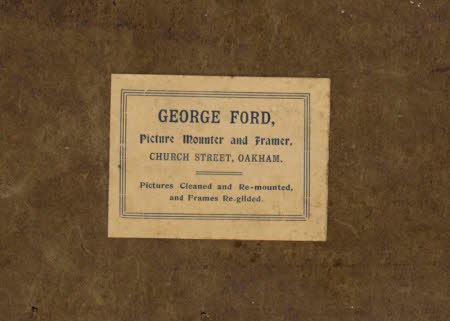 GEORGE FORD,
Picture Mounter and Framer,
CHURCH STREET, OAKHAM.
Pictures Cleaned and Re-mounted,
and Frames Re.gilded.